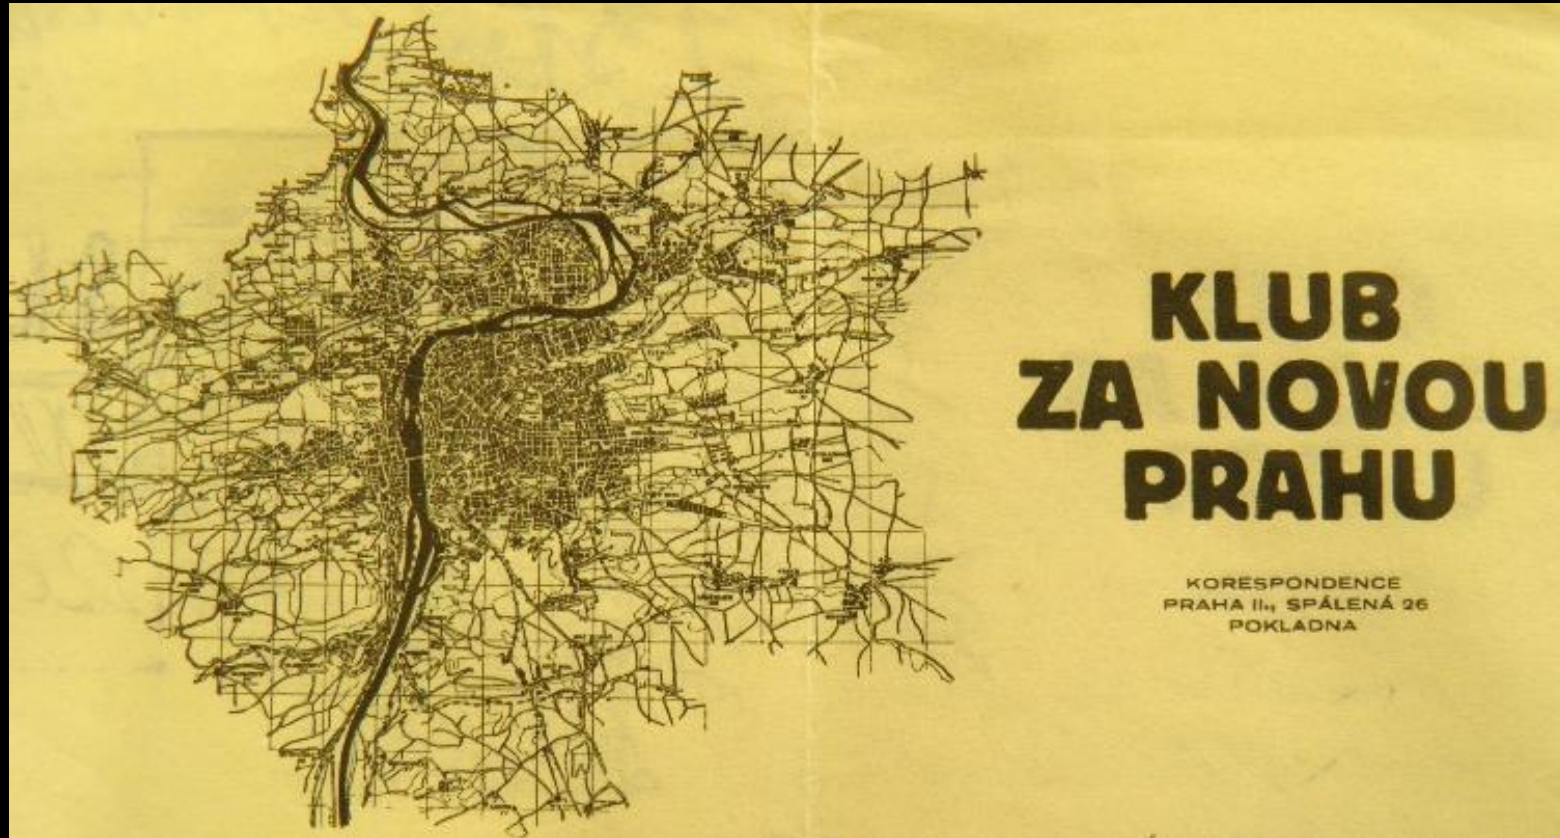 KLUB
ZA NOVOU
PRAHU
KORESPONDENCE
PRAHA II., SPÁLENÁ 26
POKLADNA